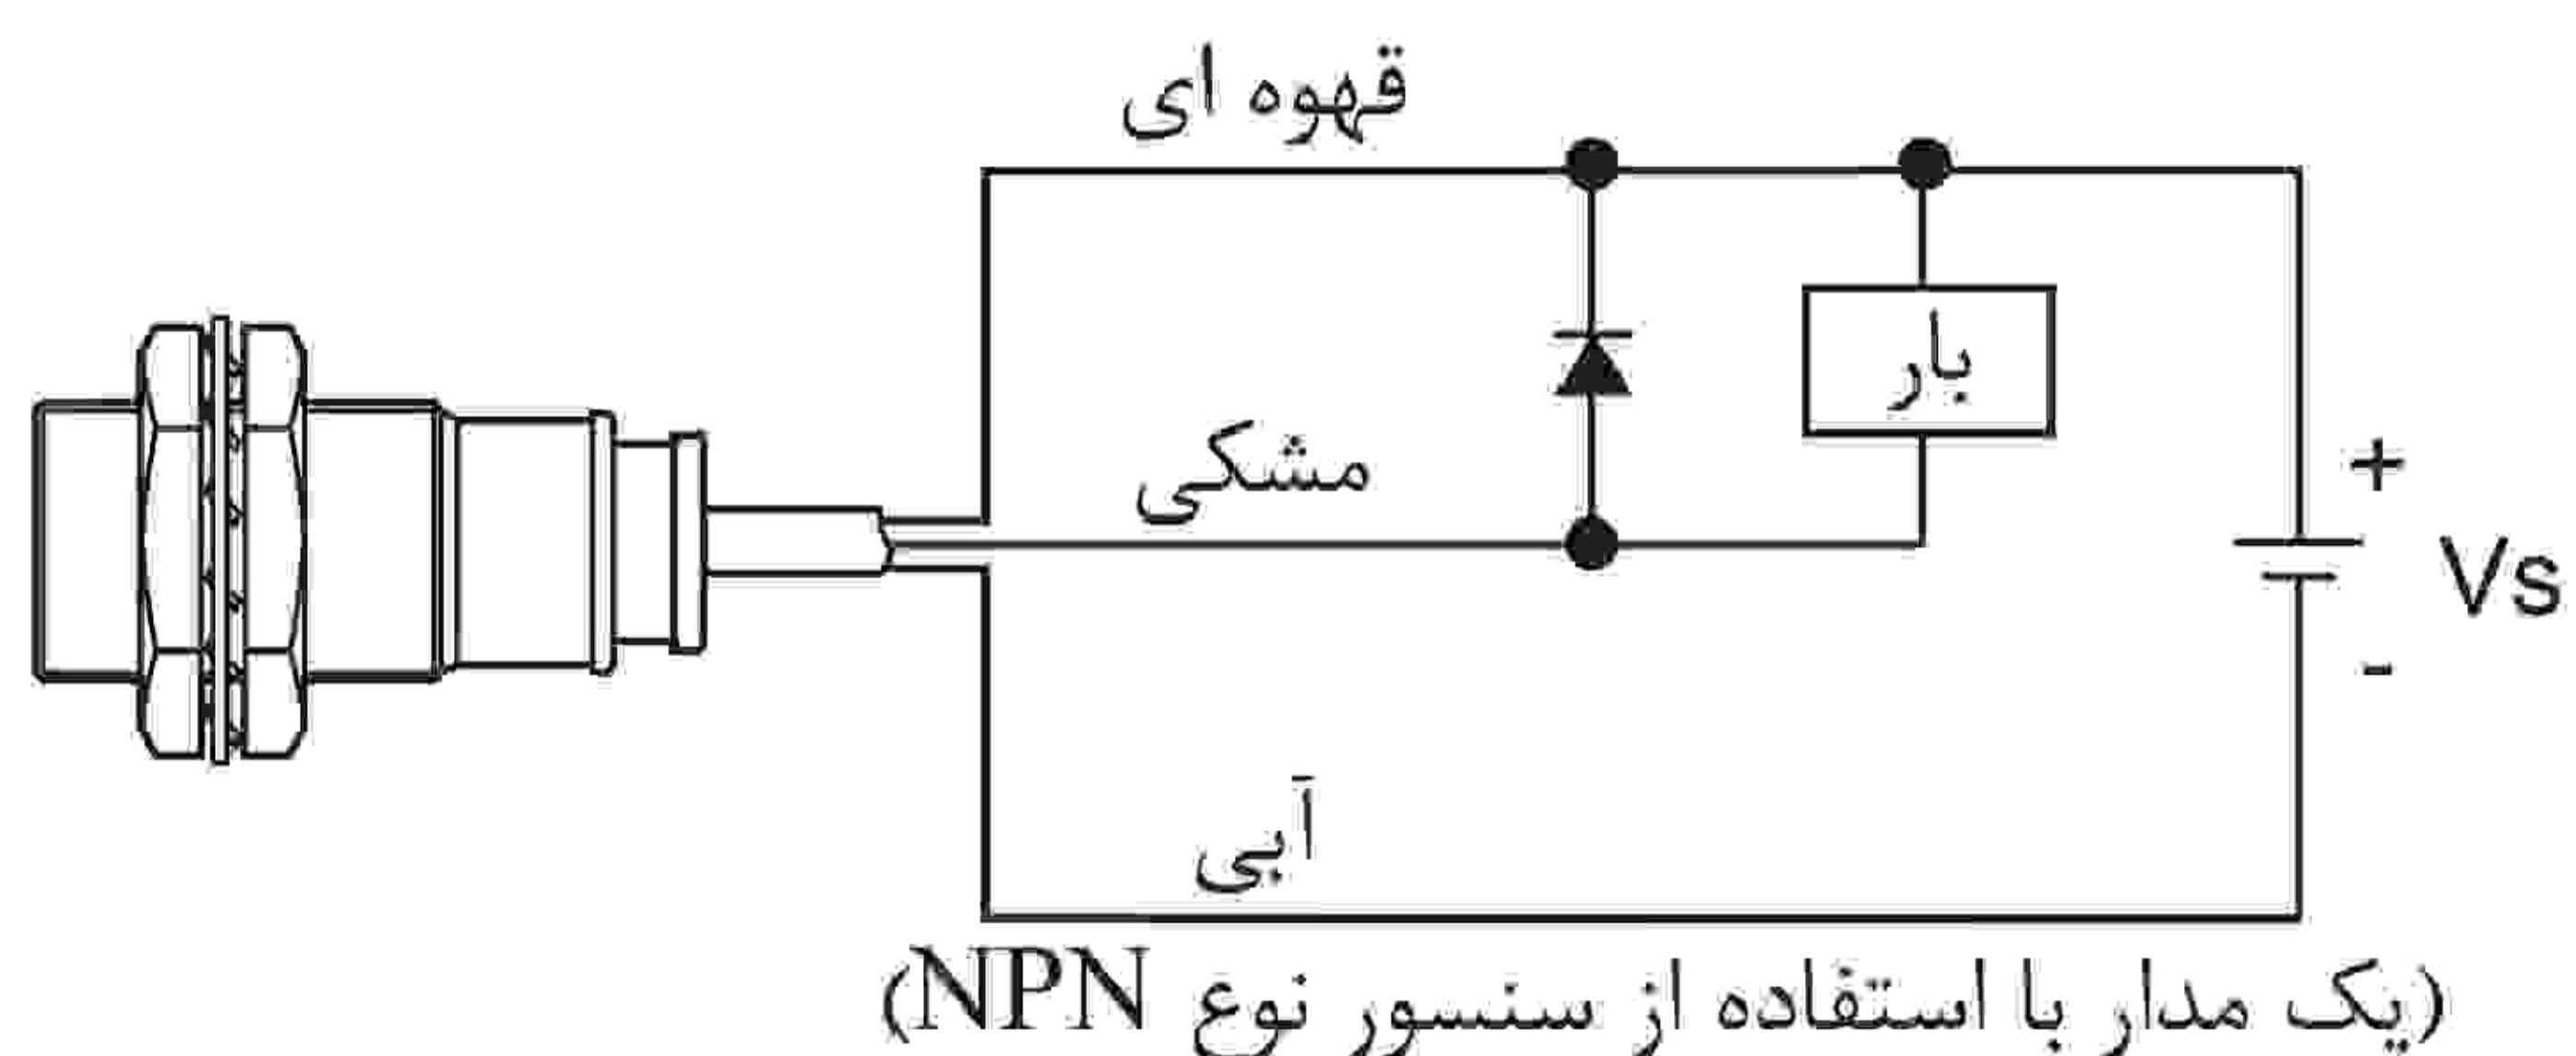 قهوه ای
بار
مشکی
+
Vs
-
آبی
(یک مدار با استفاده از سنسور نوع NPN)